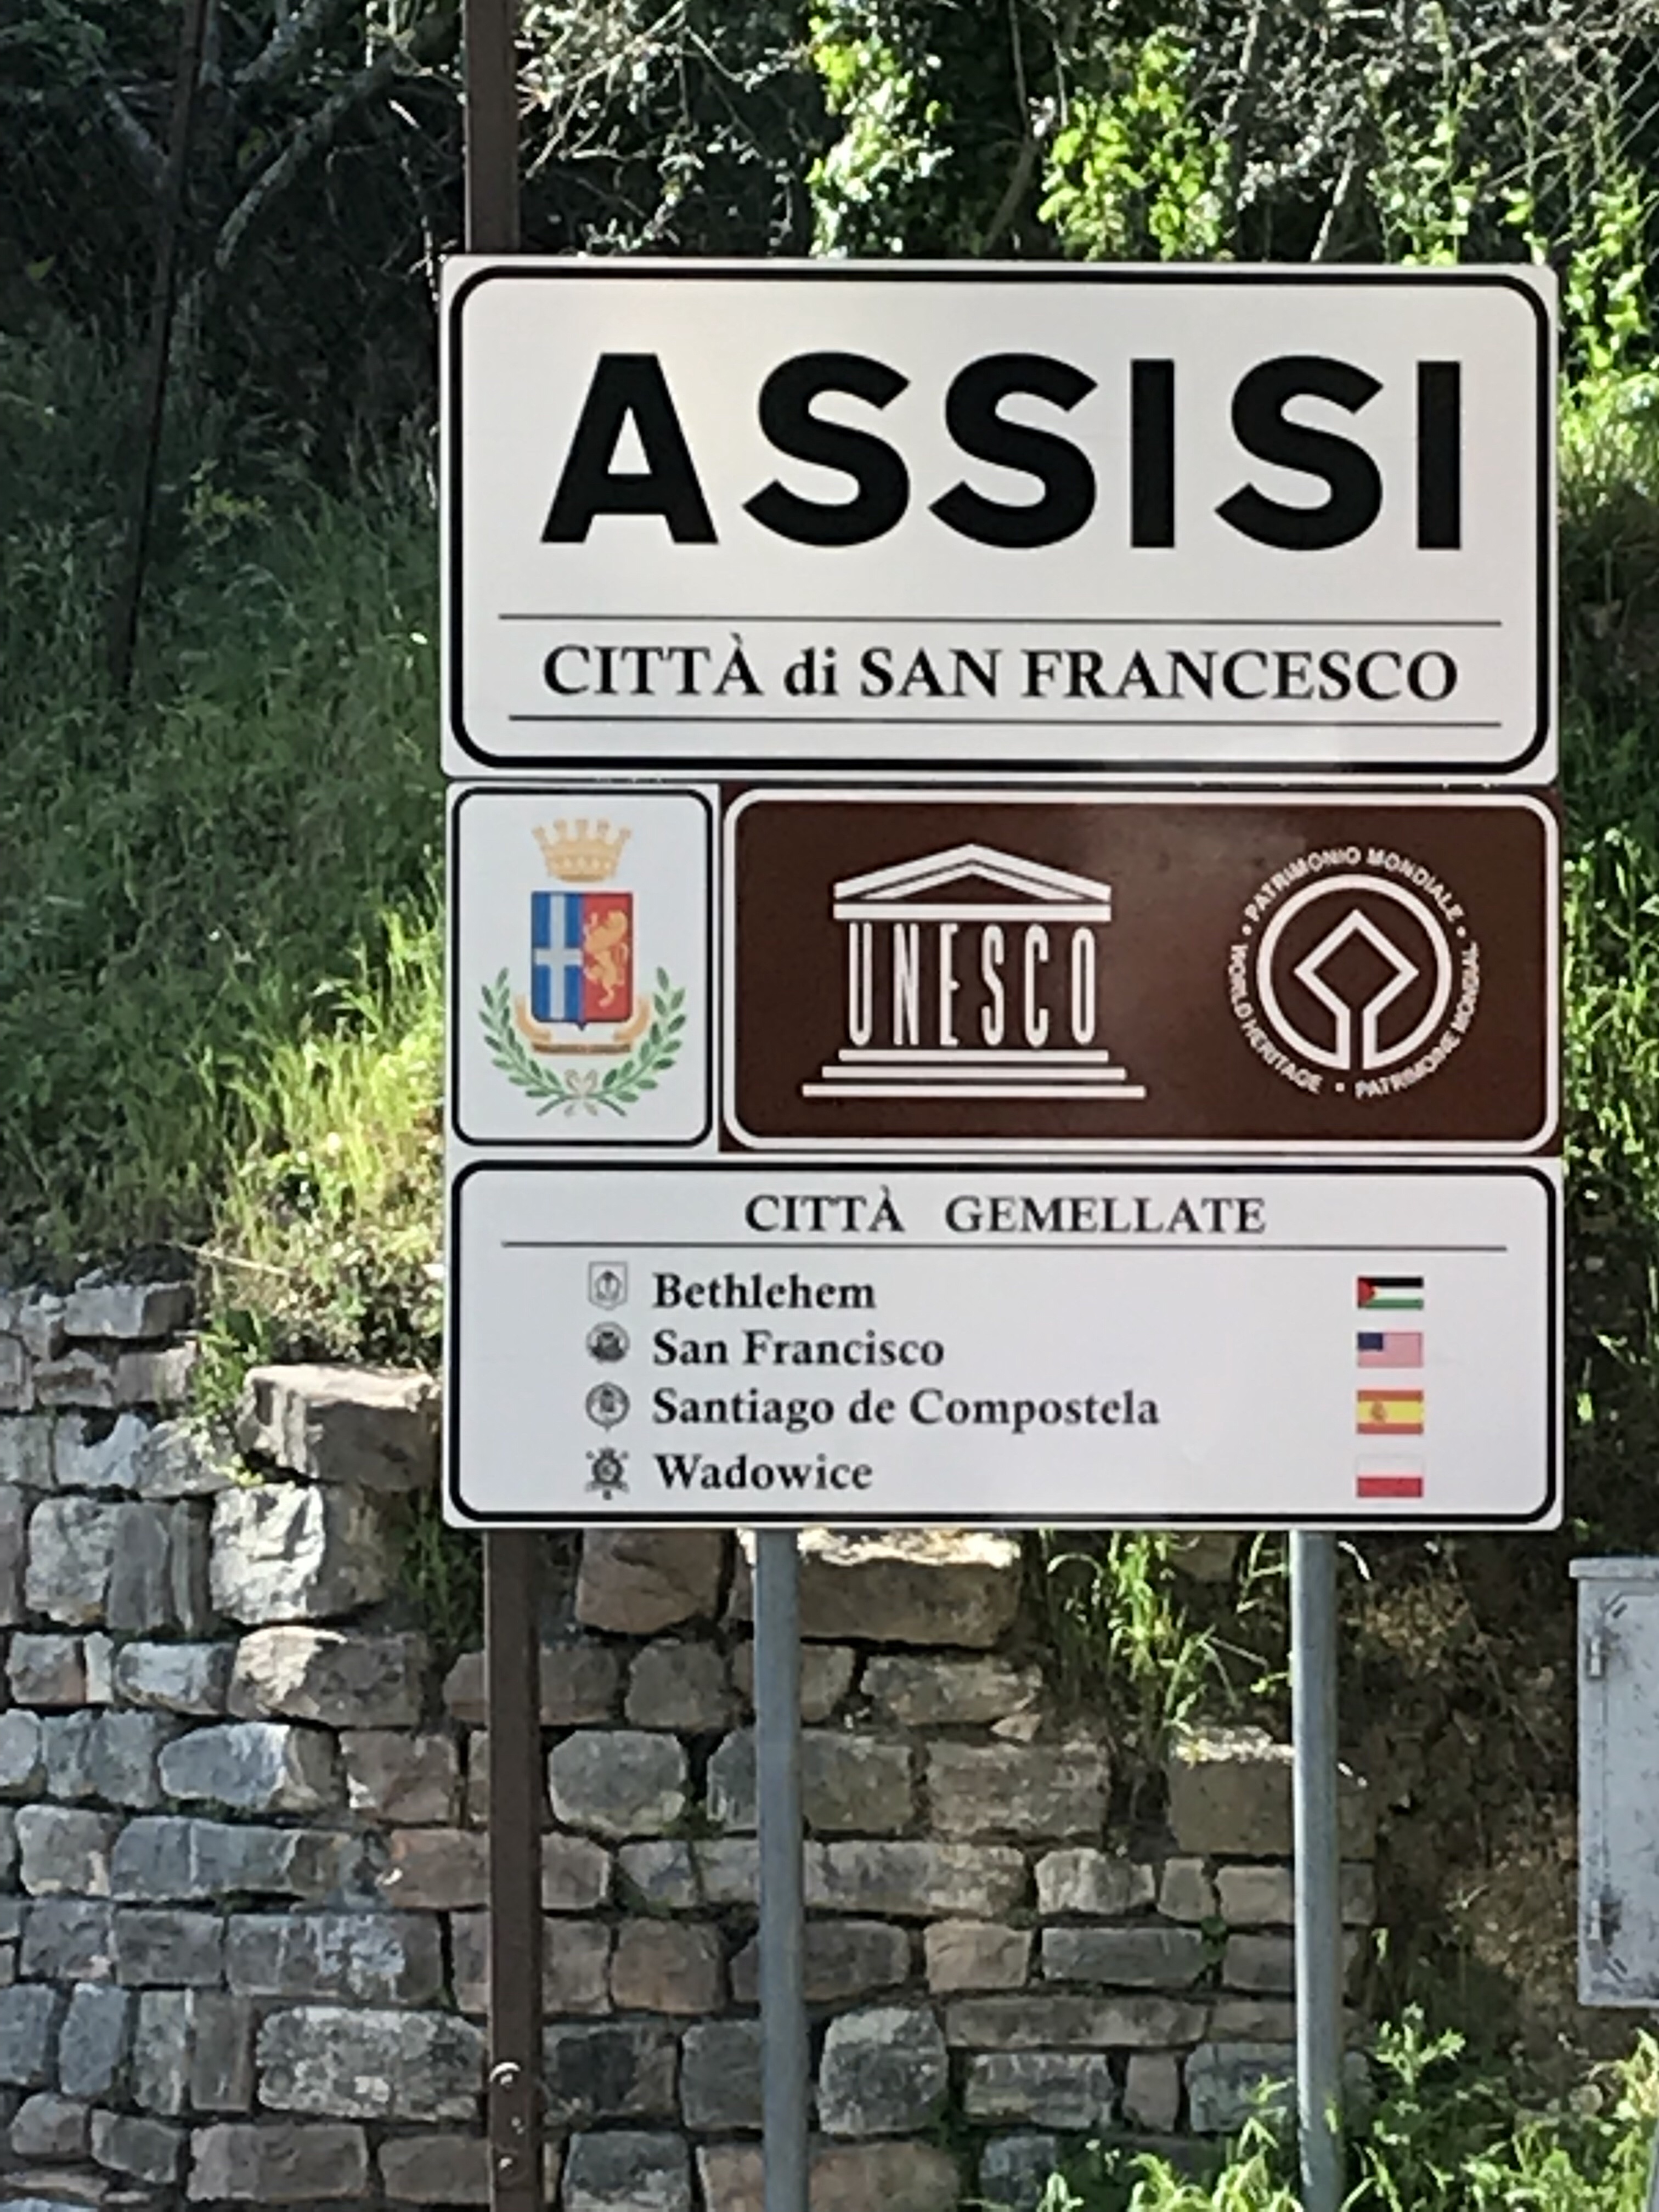 ASSISI
CITTÀ di SAN FRANCESCO
UNESCO
• PATRIMONIO MONDIALE •
WORLD HERITAGE • PATRIMOINE MONDIAL
CITTÀ GEMELLATE
Bethlehem
San Francisco
Santiago de Compostela
Wadowice